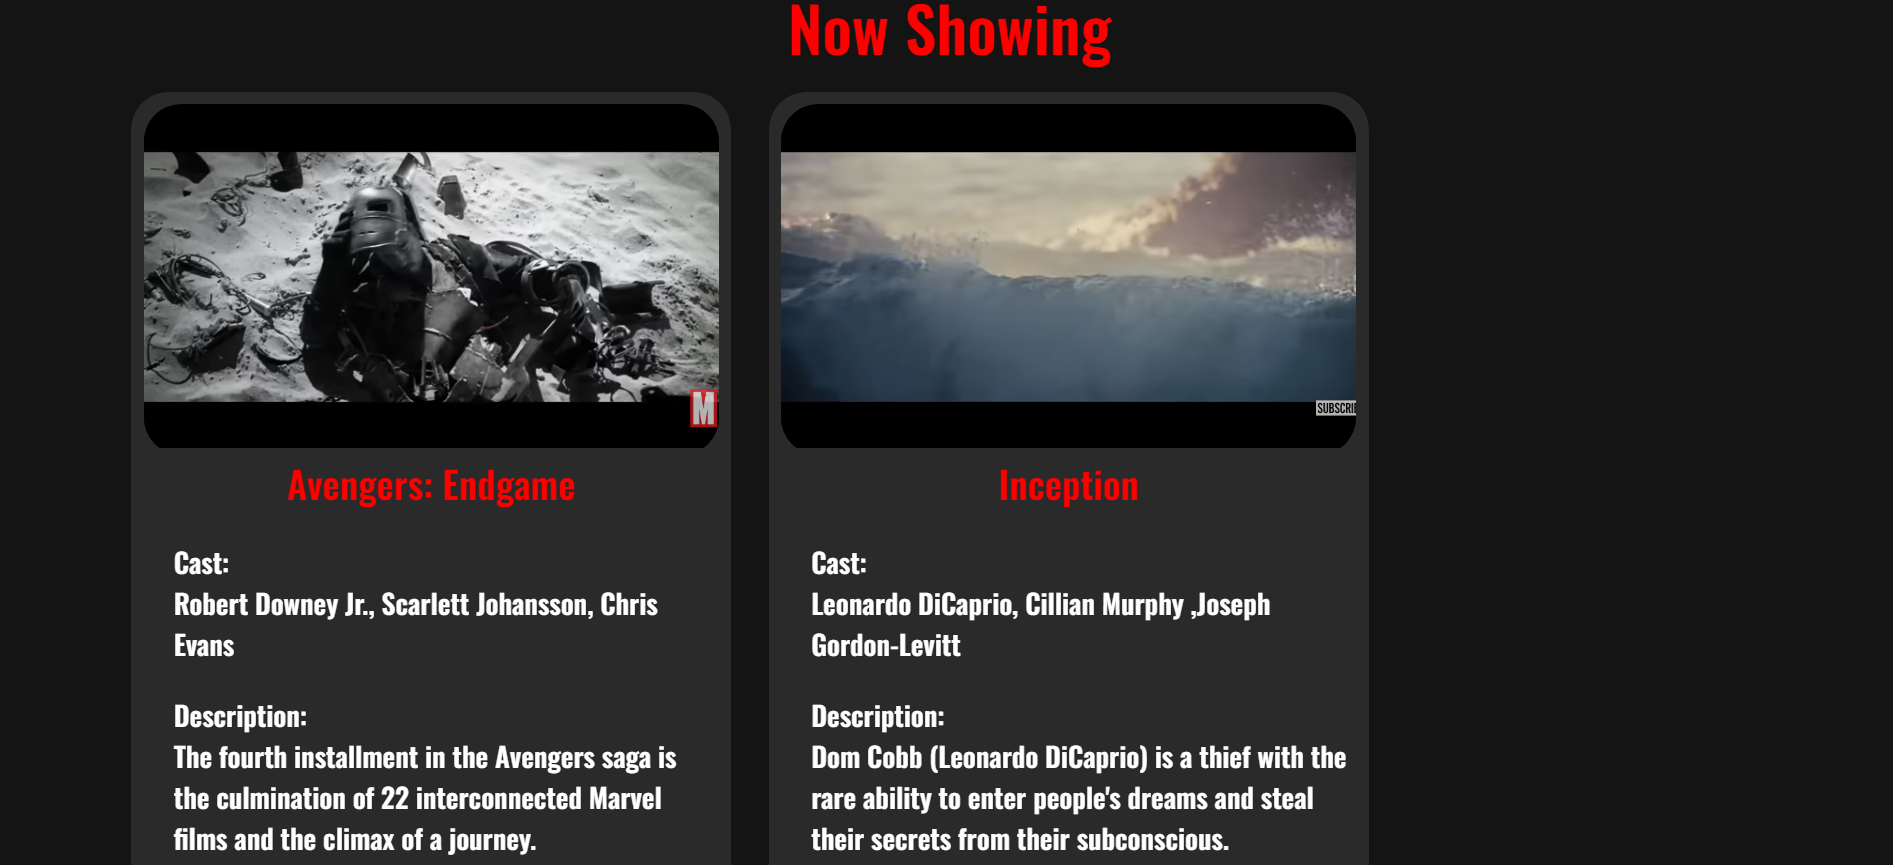 Now Showing
M
SUBSCRI
Avengers: Endgame
Cast:
Robert Downey Jr., Scarlett Johansson, Chris
Evans
Description:
The fourth installment in the Avengers saga is
the culmination of 22 interconnected Marvel
films and the climax of a journey.
Inception
Cast:
Leonardo DiCaprio, Cillian Murphy ,Joseph
Gordon-Levitt
Description:
Dom Cobb (Leonardo DiCaprio) is a thief with the
rare ability to enter people's dreams and steal
their secrets from their subconscious.